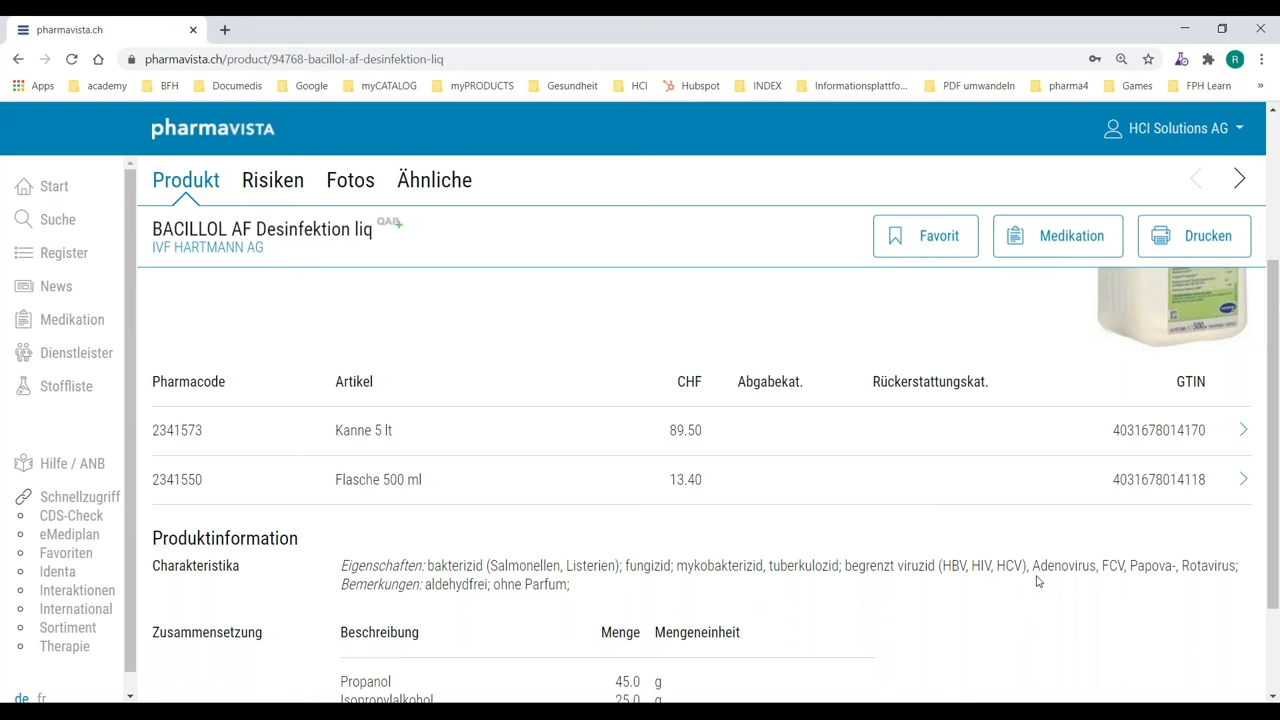 pharmavista.ch
pharmavista.ch/product/94768-bacillol-af-desinfektion-liq
R
Apps academy BFH Documedis Google myCATALOG myPRODUCTS Gesundheit HCI Hubspot INDEX Informationsplattfo... PDF umwandeln pharma4 Games FPH Learn »
pharmaVISTA
HCI Solutions AG
Start
Suche
Register
News
Medikation
Dienstleister
Stoffliste
Hilfe / ANB
Schnellzugriff
CDS-Check
eMediplan
Favoriten
Identa
Interaktionen
International
Sortiment
Therapie
de fr
Produkt Risiken Fotos Ähnliche
BACILLOL AF Desinfektion liq QAB+
IVF HARTMANN AG
Favorit Medikation Drucken
500
Pharmacode Artikel CHF Abgabekat. Rückerstattungskat. GTIN
2341573 Kanne 5 lt 89.50 4031678014170
2341550 Flasche 500 ml 13.40 4031678014118
Produktinformation
Charakteristika Eigenschaften: bakterizid (Salmonellen, Listerien); fungizid; mykobakterizid, tuberkulozid; begrenzt viruzid (HBV, HIV, HCV), Adenovirus, FCV, Papova-, Rotavirus;
Bemerkungen: aldehydfrei; ohne Parfum;
Zusammensetzung Beschreibung Menge Mengeneinheit
Propanol 45.0 g
Isopropylalkohol 25.0 g